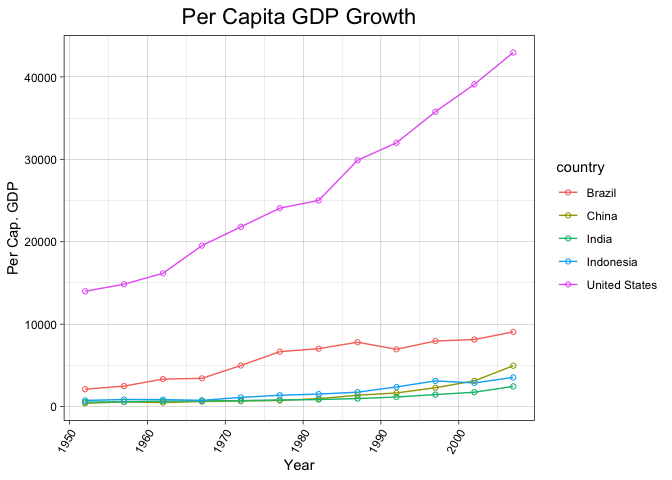 Per Capita GDP Growth
Per Cap. GDP
40000
30000
20000
10000
0
1950
1960
1970
1980
1990
2000
Year
country
Brazil
China
India
Indonesia
United States